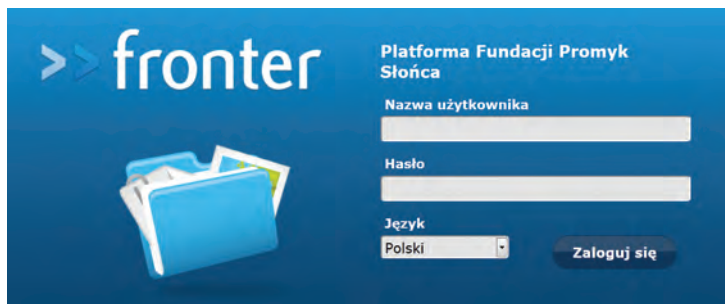 >> fronter
Platforma Fundacji Promyk
Słońca
Nazwa użytkownika
Hasło
Język
Polski
Zaloguj się